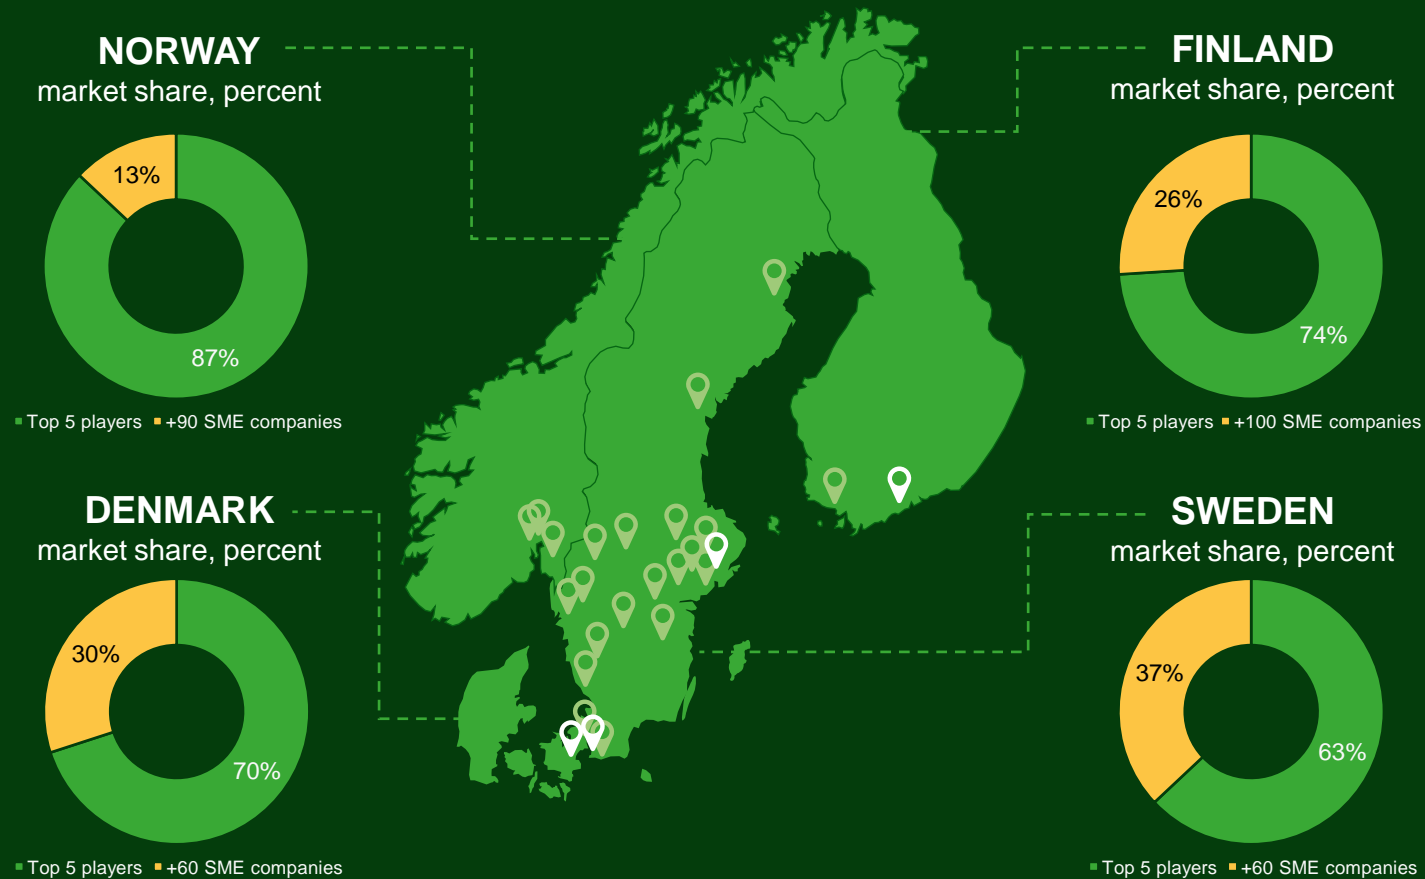 NORWAY
market share, percent
13%
87%
Top 5 players +90 SME companies
FINLAND
market share, percent
26%
74%
Top 5 players +100 SME companies
DENMARK
market share, percent
30%
70%
Top 5 players +60 SME companies
SWEDEN
market share, percent
37%
63%
Top 5 players +60 SME companies